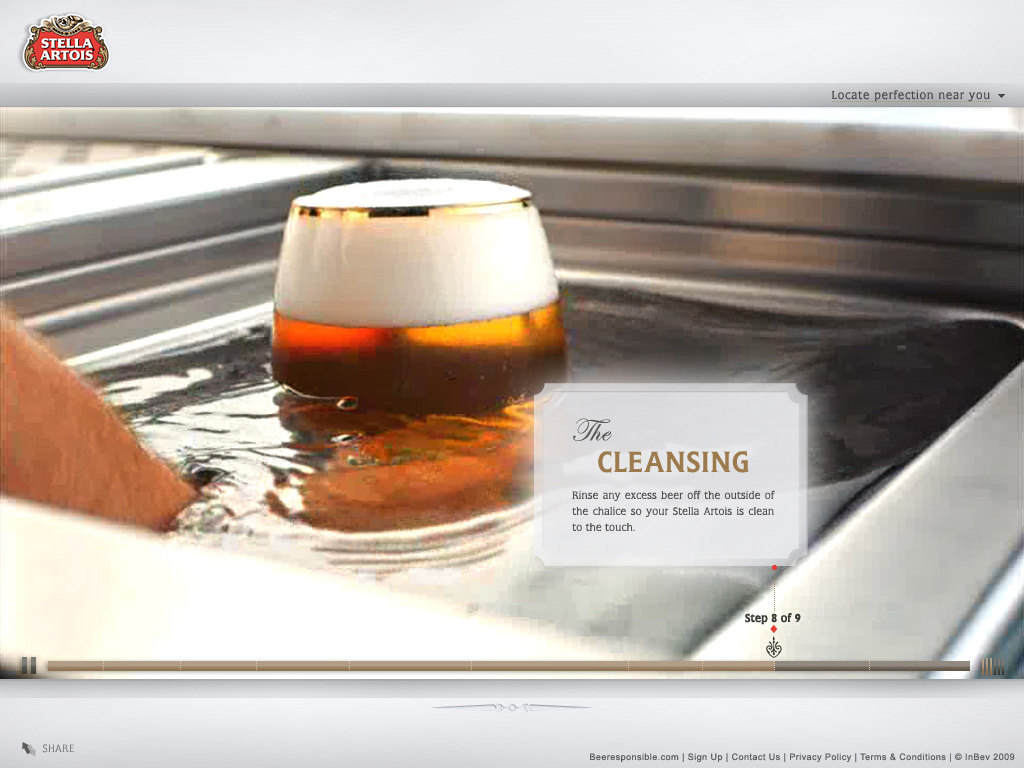 STELLA
ARTOIS
Locate perfection near you
The
CLEANSING
Rinse any excess beer off the outside of
the chalice so your Stella Artois is clean
to the touch.
Step 8 of 9
SHARE
Beeresponsible.com | Sign Up | Contact Us | Privacy Policy | Terms & Conditions | © InBev 2009